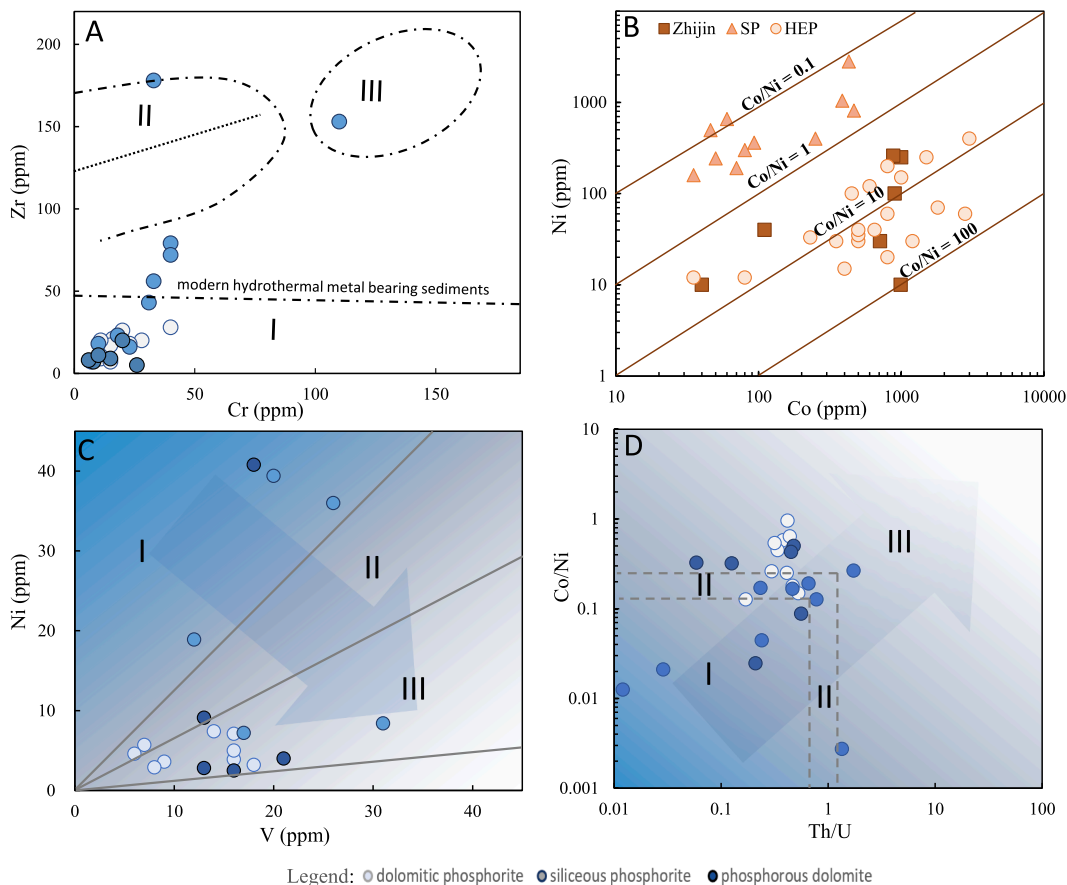 A
200
150
100
50
0
Zr (ppm)
II
III
modern hydrothermal metal bearing sediments
I
0 50 100 150
Cr (ppm)
B
Zhijin SP HEP
1000
100
10
1
Ni (ppm)
Co/Ni = 0.1
Co/Ni = 1
Co/Ni = 10
Co/Ni = 100
10 100 1000 10000
Co (ppm)
C
40
30
20
10
0
Ni (ppm)
I
II
III
0 10 20 30 40
V (ppm)
D
10
1
0.1
0.01
0.001
Co/Ni
III
II
I
II
0.01 0.1 1 10 100
Th/U
Legend: dolomitic phosphorite siliceous phosphorite phosphorous dolomite